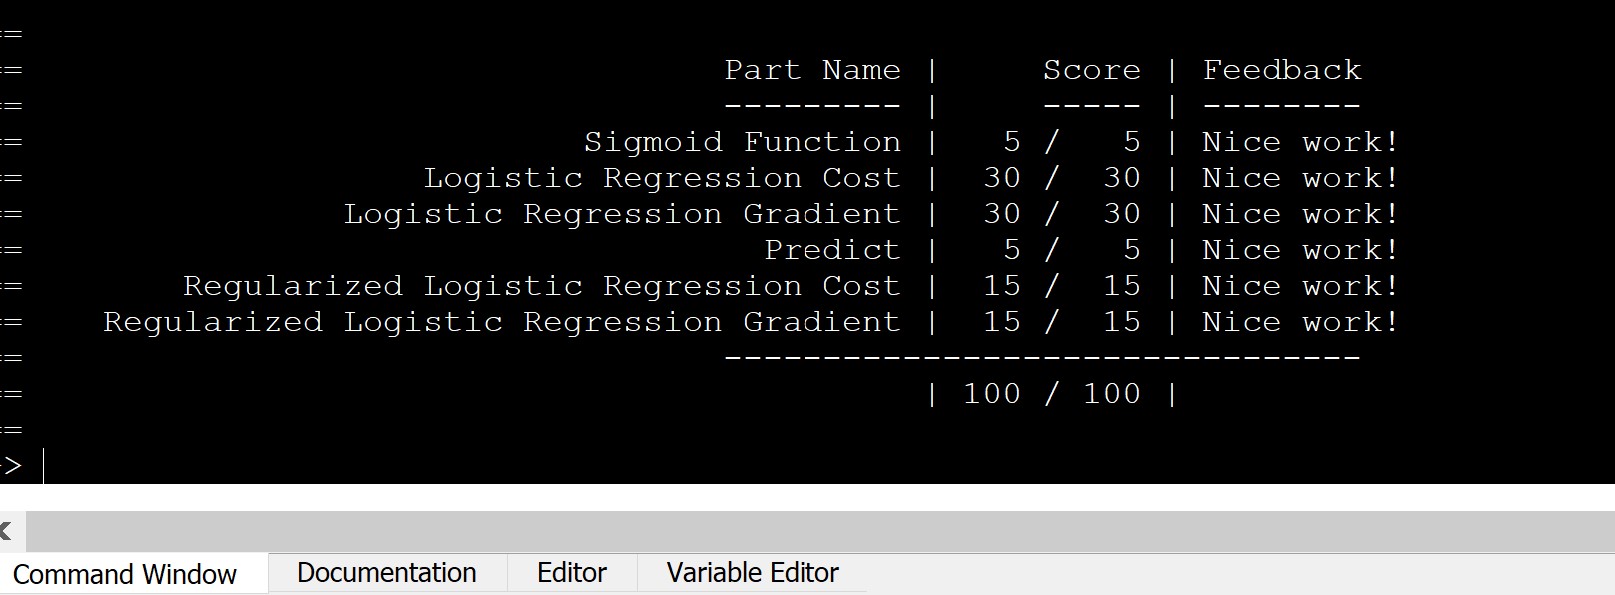 ==
== Part Name | Score | Feedback
== --------- | ----- | --------
== Sigmoid Function | 5 / 5 | Nice work!
== Logistic Regression Cost | 30 / 30 | Nice work!
== Logistic Regression Gradient | 30 / 30 | Nice work!
== Predict | 5 / 5 | Nice work!
== Regularized Logistic Regression Cost | 15 / 15 | Nice work!
== Regularized Logistic Regression Gradient | 15 / 15 | Nice work!
== --------------------------------
== | 100 / 100 |
==
>>
Command Window Documentation Editor Variable Editor